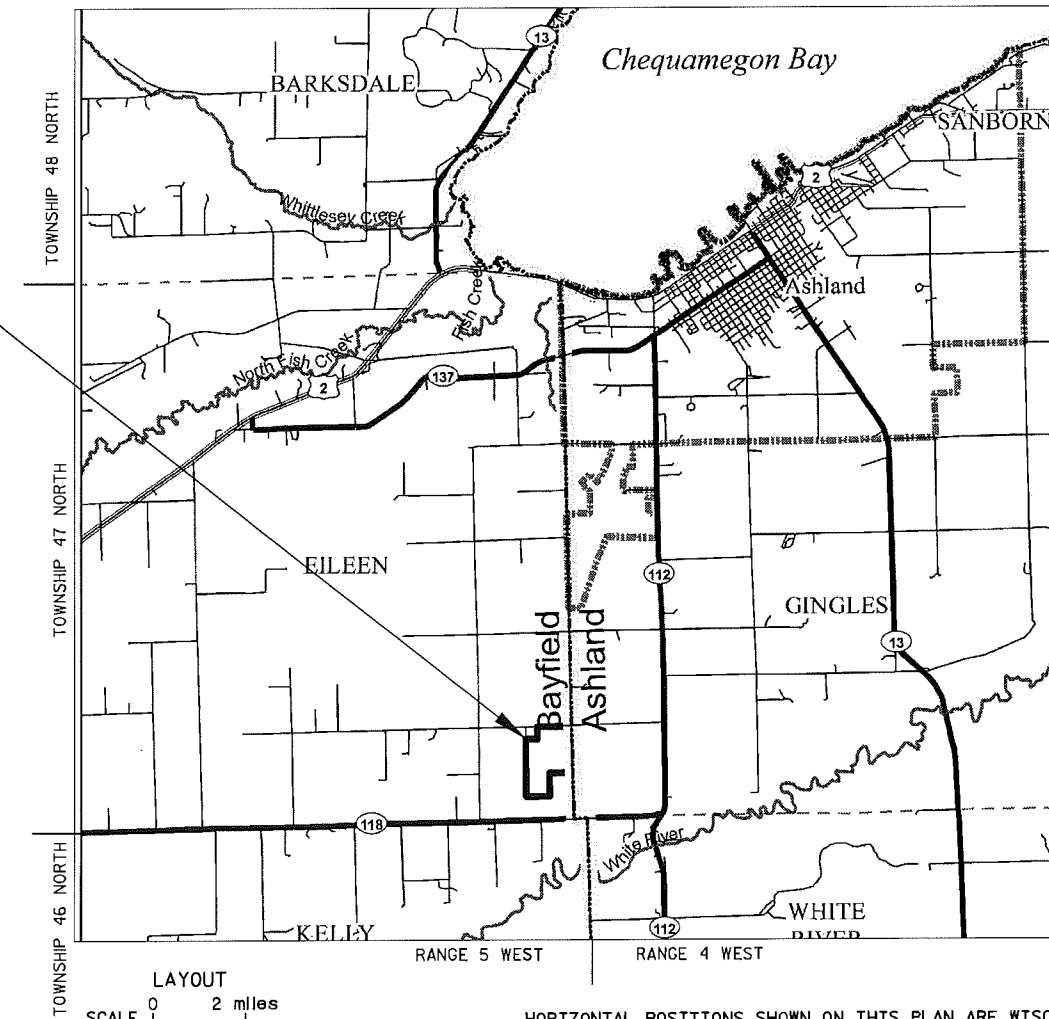 13
Chequamegon Bay
BARKSDALE
SANBORN
TOWNSHIP 48 NORTH
2
Whittlesey Creek
Ashland
Fish Creek
North Fish Creek
2
137
TOWNSHIP 47 NORTH
EILEEN
112
GINGLES
Bayfield
Ashland
13
118
White River
TOWNSHIP 46 NORTH
KELLY
112
WHITE
RIVER
RANGE 5 WEST
RANGE 4 WEST
LAYOUT
0 2 miles
SCALE
HORIZONTAL POSITIONS SHOWN ON THIS PLAN ARE WISC